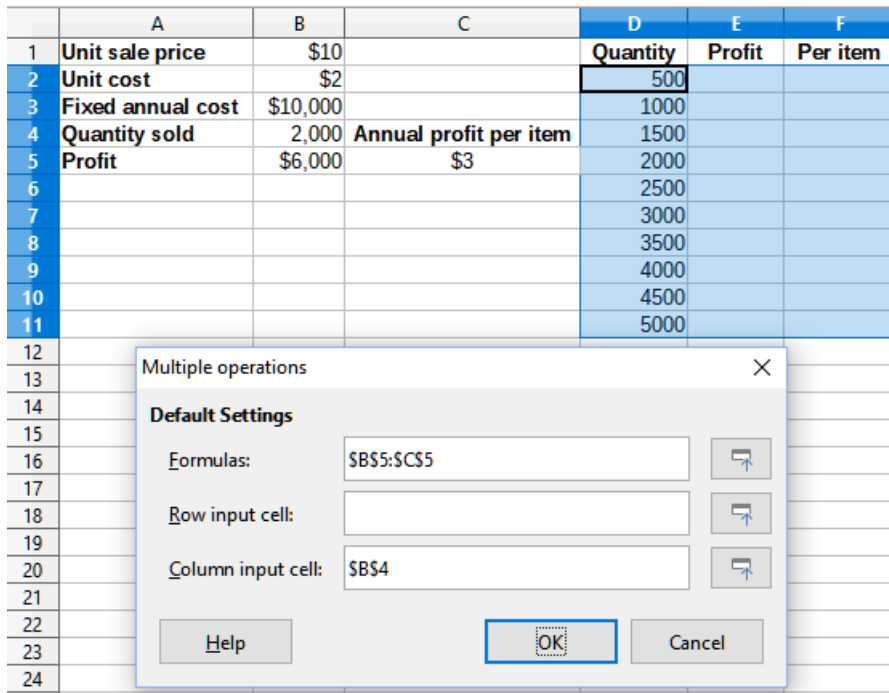 A B C D E F
1 Unit sale price $10 Quantity Profit Per item
2 Unit cost $2 500
3 Fixed annual cost $10,000 1000
4 Quantity sold 2,000 Annual profit per item 1500
5 Profit $6,000 $3 2000
6 2500
7 3000
8 3500
9 4000
10 4500
11 5000
12
13 Multiple operations
14 Default Settings
15
16 Formulas: $B$5:$C$5
17
18 Row input cell:
19
20 Column input cell: $B$4
21
22
23 Help OK Cancel
24